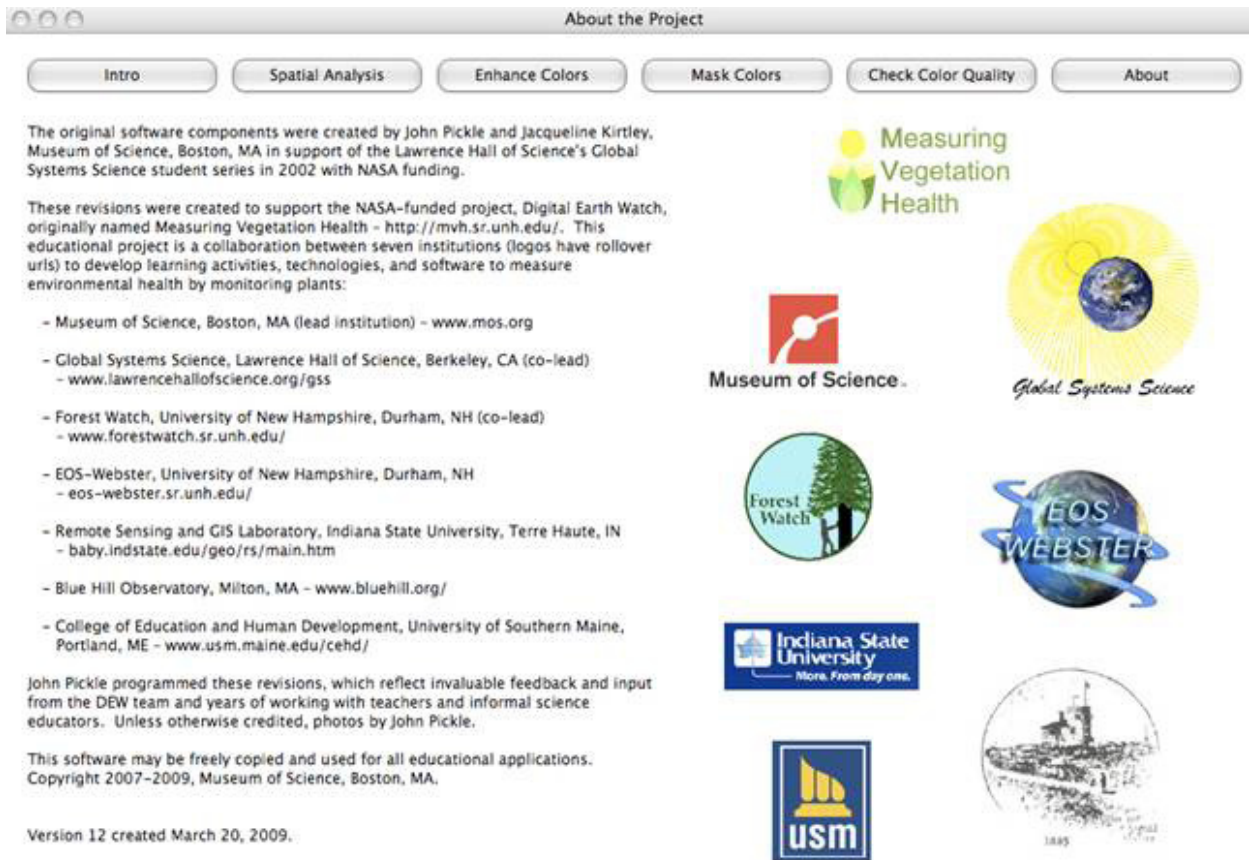 About the Project
Intro
Spatial Analysis
Enhance Colors
Mask Colors
Check Color Quality
About
The original software components were created by John Pickle and Jacqueline Kirtley,
Museum of Science, Boston, MA in support of the Lawrence Hall of Science's Global
Systems Science student series in 2002 with NASA funding.
These revisions were created to support the NASA-funded project, Digital Earth Watch,
originally named Measuring Vegetation Health - http://mvh.sr.unh.edu/.  This
educational project is a collaboration between seven institutions (logos have rollover
urls) to develop learning activities, technologies, and software to measure
environmental health by monitoring plants:
- Museum of Science, Boston, MA (lead institution) - www.mos.org
- Global Systems Science, Lawrence Hall of Science, Berkeley, CA (co-lead)
- www.lawrencehallofscience.org/gss
- Forest Watch, University of New Hampshire, Durham, NH (co-lead)
- www.forestwatch.sr.unh.edu/
- EOS-Webster, University of New Hampshire, Durham, NH
- eos-webster.sr.unh.edu/
- Remote Sensing and GIS Laboratory, Indiana State University, Terre Haute, IN
- baby.indstate.edu/geo/rs/main.htm
- Blue Hill Observatory, Milton, MA - www.bluehill.org/
- College of Education and Human Development, University of Southern Maine,
Portland, ME - www.usm.maine.edu/cehd/
John Pickle programmed these revisions, which reflect invaluable feedback and input
from the DEW team and years of working with teachers and informal science
educators.  Unless otherwise credited, photos by John Pickle.
This software may be freely copied and used for all educational applications.
Copyright 2007-2009, Museum of Science, Boston, MA.
Version 12 created March 20, 2009.
Measuring
Vegetation
Health
Museum of Science
Global Systems Science
Forest
Watch
EOS
WEBSTER
Indiana State
University
More. From day one.
usm
1885